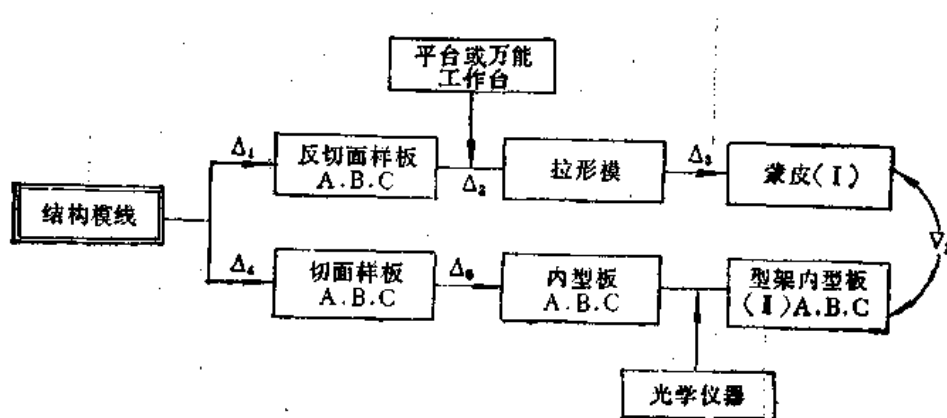 平台或万能
工作台
Δ₁
反切面样板
A.B.C
Δ₂
拉形模
Δ₃
蒙皮(Ⅰ)
结构模线
Δ₄
切面样板
A.B.C
内型板
A.B.C
型架内型板
(Ⅱ)A.B.C
光学仪器